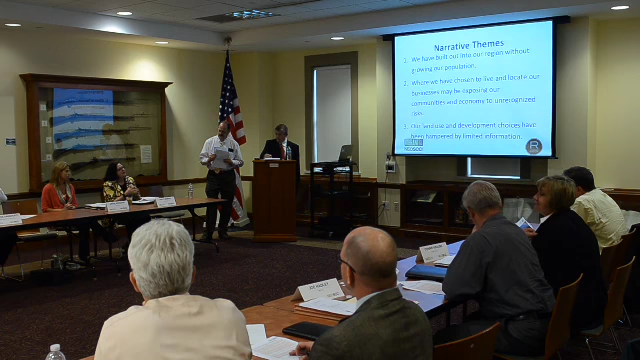 Narrative Themes
1. We have built out into our region without
growing our population.
2. Where we have chosen to live and locate our
businesses may be exposing our
communities and economy to unrecognized
risks.
3. Our land use and development choices have
been hampered by limited information.
R